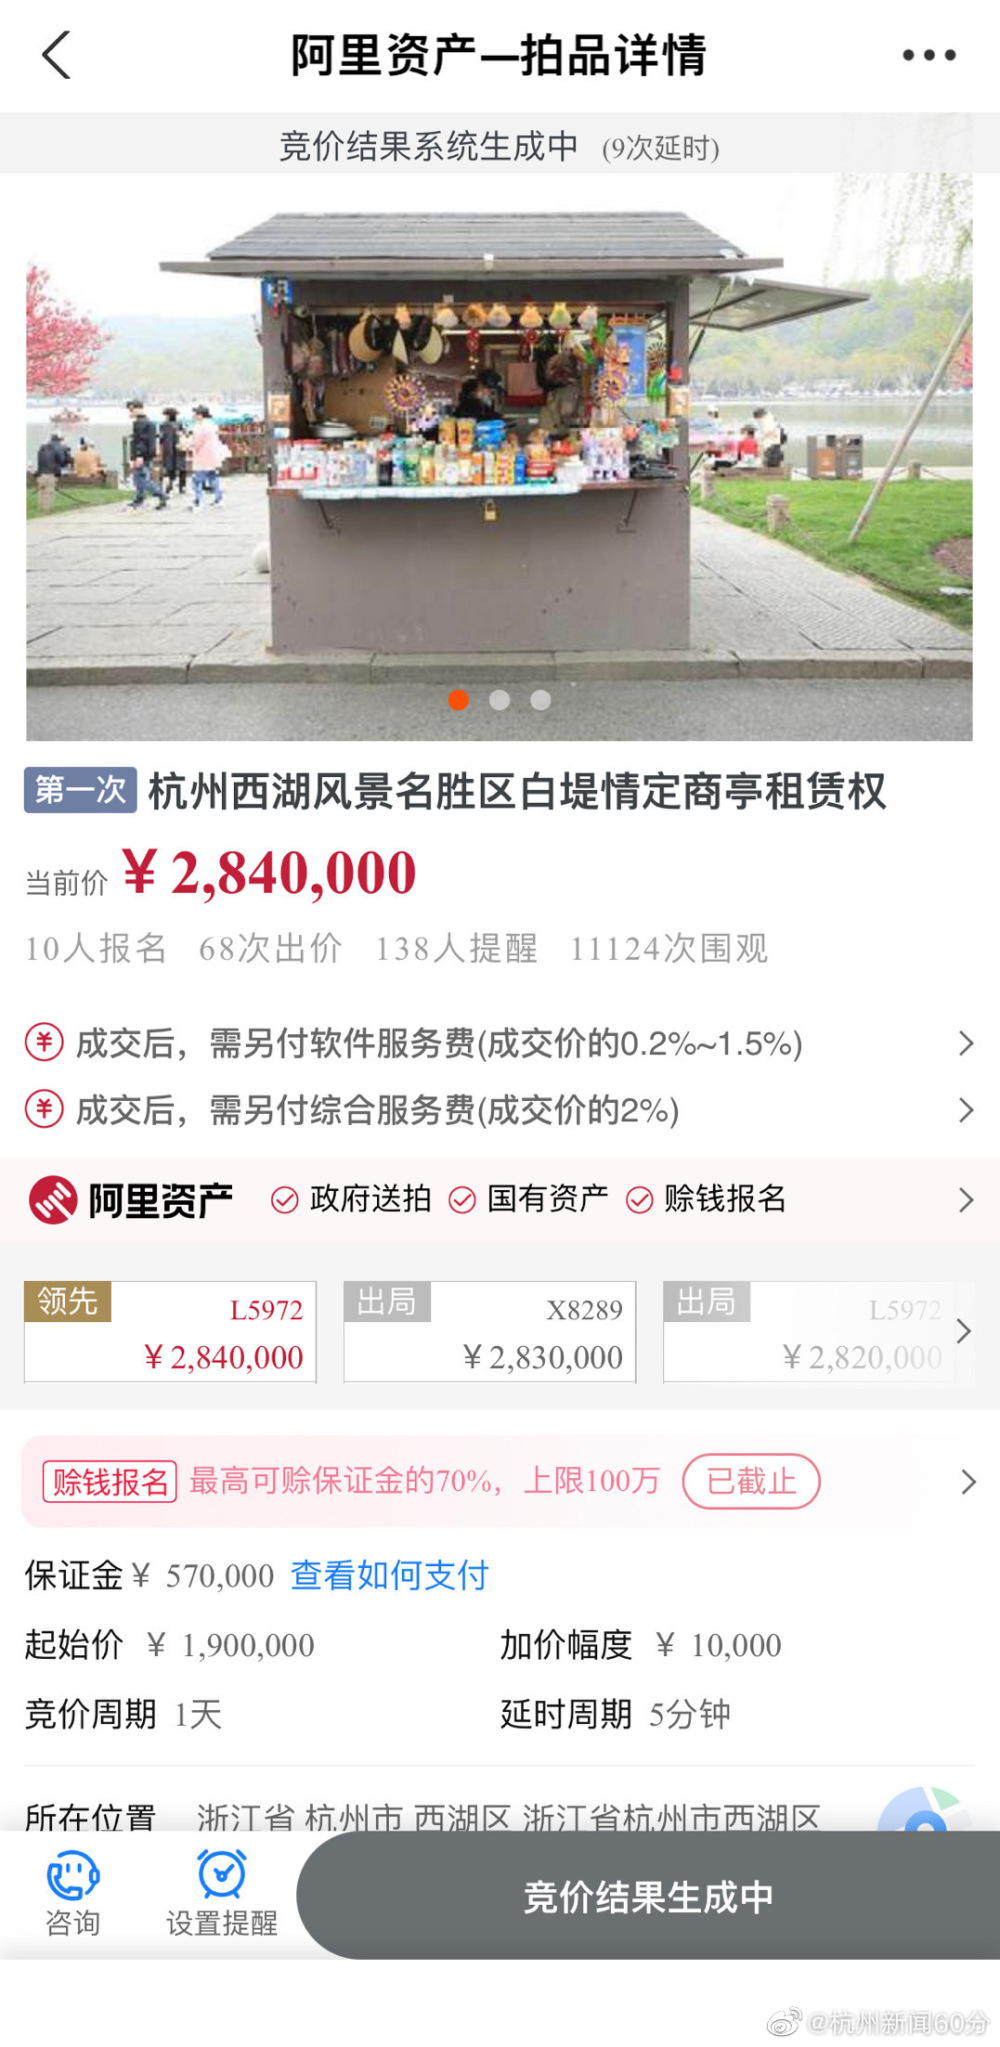 阿里资产—拍品详情
竞价结果系统生成中 (9次延时)
第一次 杭州西湖风景名胜区白堤情定商亭租赁权
当前价 ¥2,840,000
10人报名 68次出价 138人提醒 11124次围观
¥ 成交后，需另付软件服务费(成交价的0.2%~1.5%)
¥ 成交后，需另付综合服务费(成交价的2%)
阿里资产 政府送拍 国有资产 赊钱报名
领先 L5972 出局 X8289 出局 L5972
¥2,840,000 ¥2,830,000 ¥2,820,000
赊钱报名 最高可赊保证金的70%，上限100万 已截止
保证金 ¥ 570,000 查看如何支付
起始价 ¥ 1,900,000 加价幅度 ¥ 10,000
竞价周期 1天 延时周期 5分钟
所在位置 浙江省 杭州市 西湖区 浙江省杭州市西湖区
咨询 设置提醒 竞价结果生成中
@杭州新闻60分